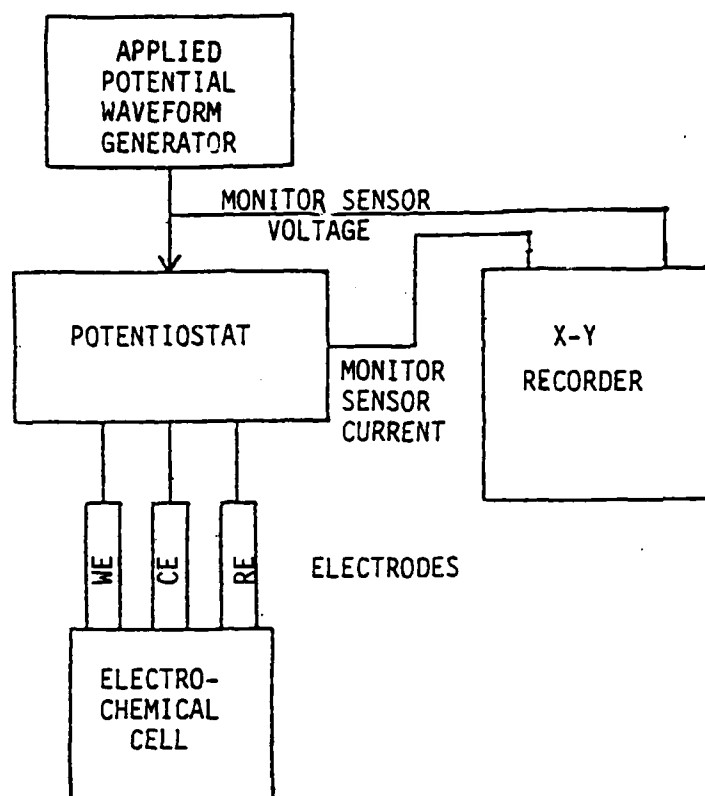 APPLIED
POTENTIAL
WAVEFORM
GENERATOR
MONITOR SENSOR
VOLTAGE
POTENTIOSTAT
X-Y
RECORDER
MONITOR
SENSOR
CURRENT
WE
CE
RE
ELECTRODES
ELECTRO-
CHEMICAL
CELL